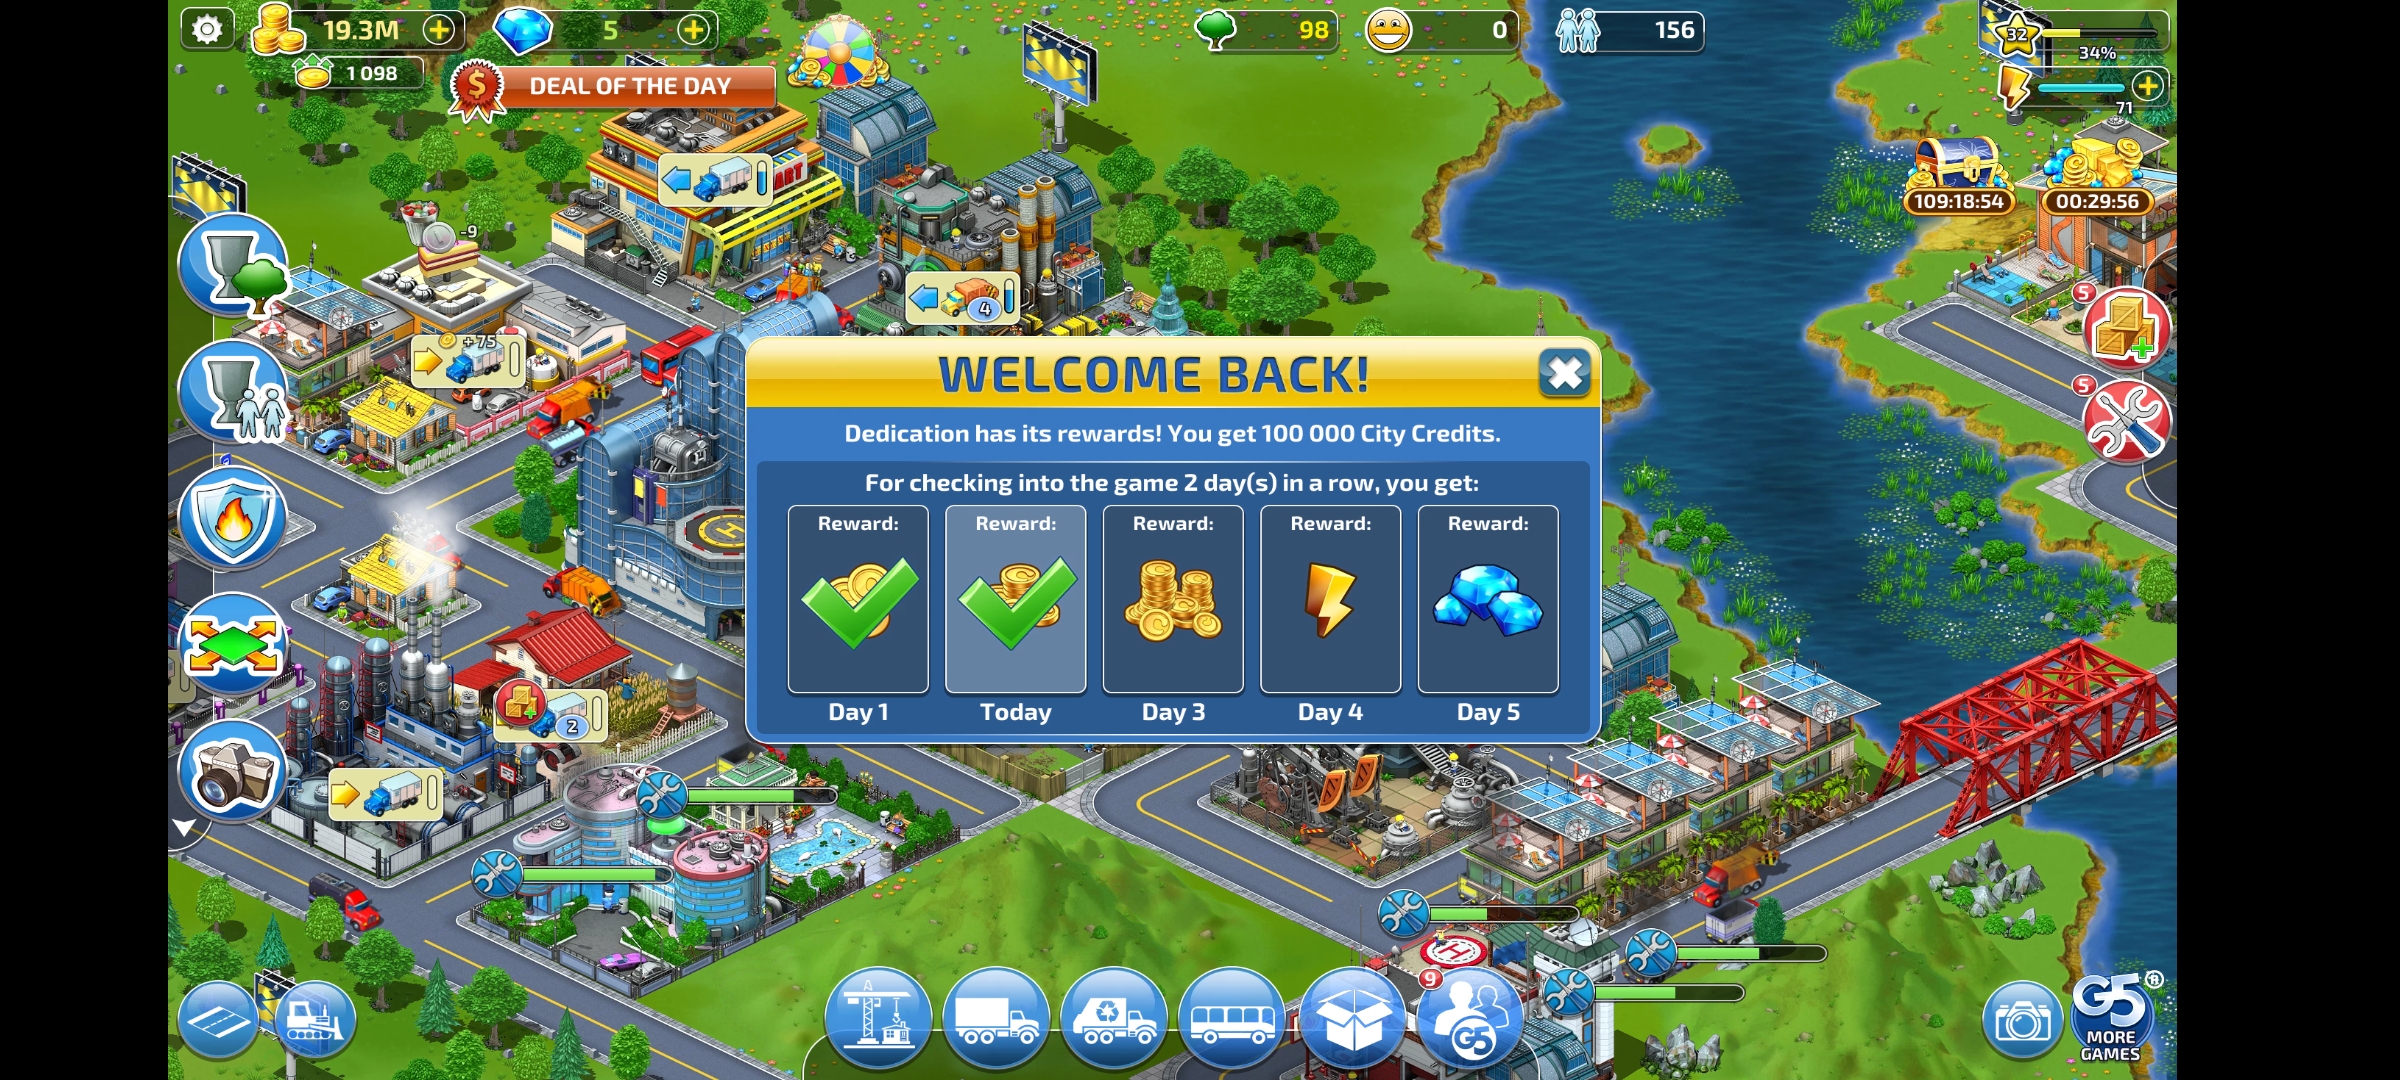 19.3M
5
98
0
156
32
34%
1 098
DEAL OF THE DAY
71
ART
109:18:54
00:29:56
-9
4
5
+75
WELCOME BACK!
5
Dedication has its rewards! You get 100 000 City Credits.
For checking into the game 2 day(s) in a row, you get:
Reward:
Reward:
Reward:
Reward:
Reward:
H
2
Day 1
Today
Day 3
Day 4
Day 5
H
9
G5
G5®
MORE
GAMES